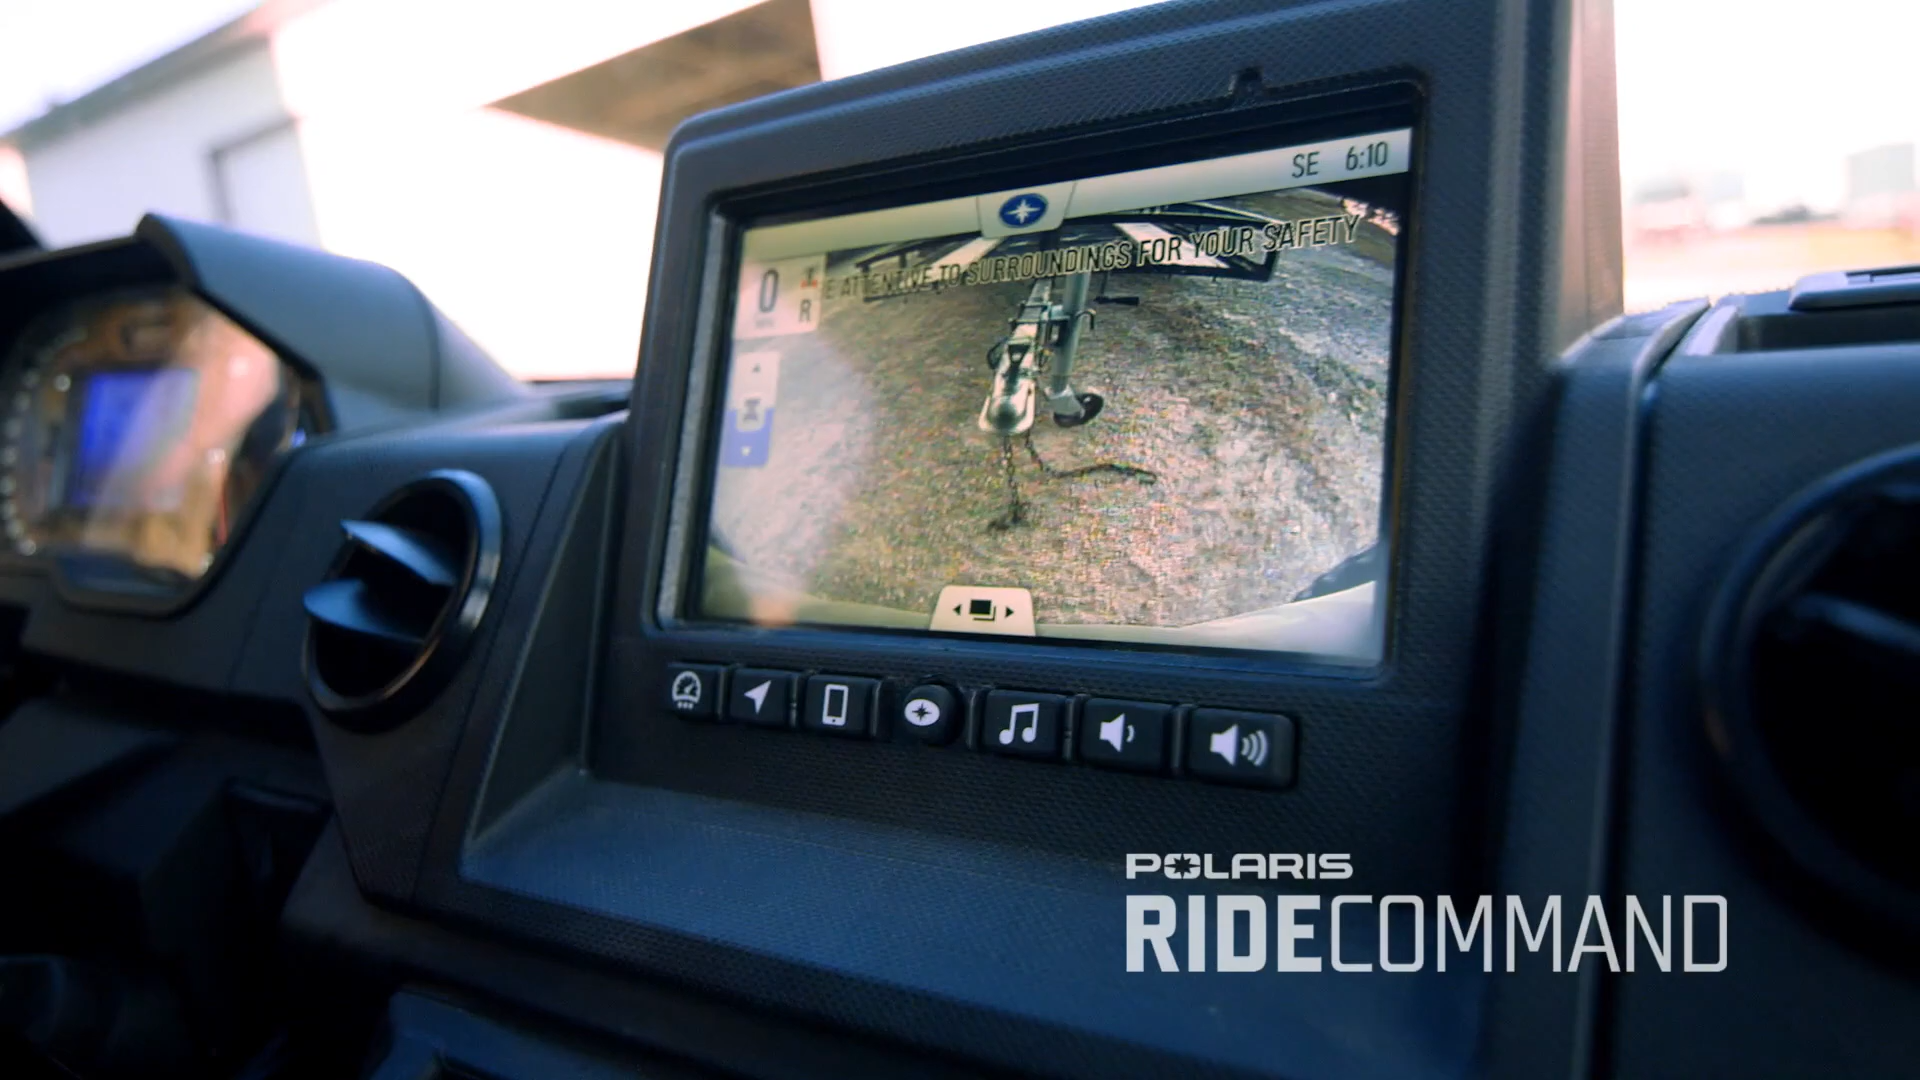 SE 6:10
E ATTENTIVE TO SURROUNDINGS FOR YOUR SAFETY
0
R
POLARIS
RIDECOMMAND